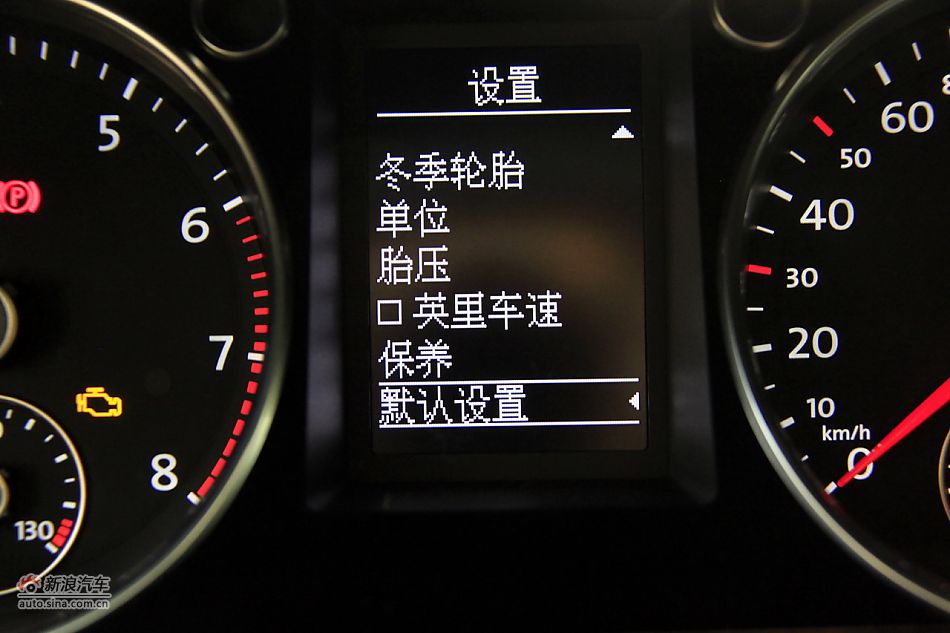 设置
冬季轮胎
单位
胎压
英里车速
保养
默认设置
5
6
7
8
130
P
60
50
40
30
20
10
km/h
0
新浪汽车
auto.sina.com.cn